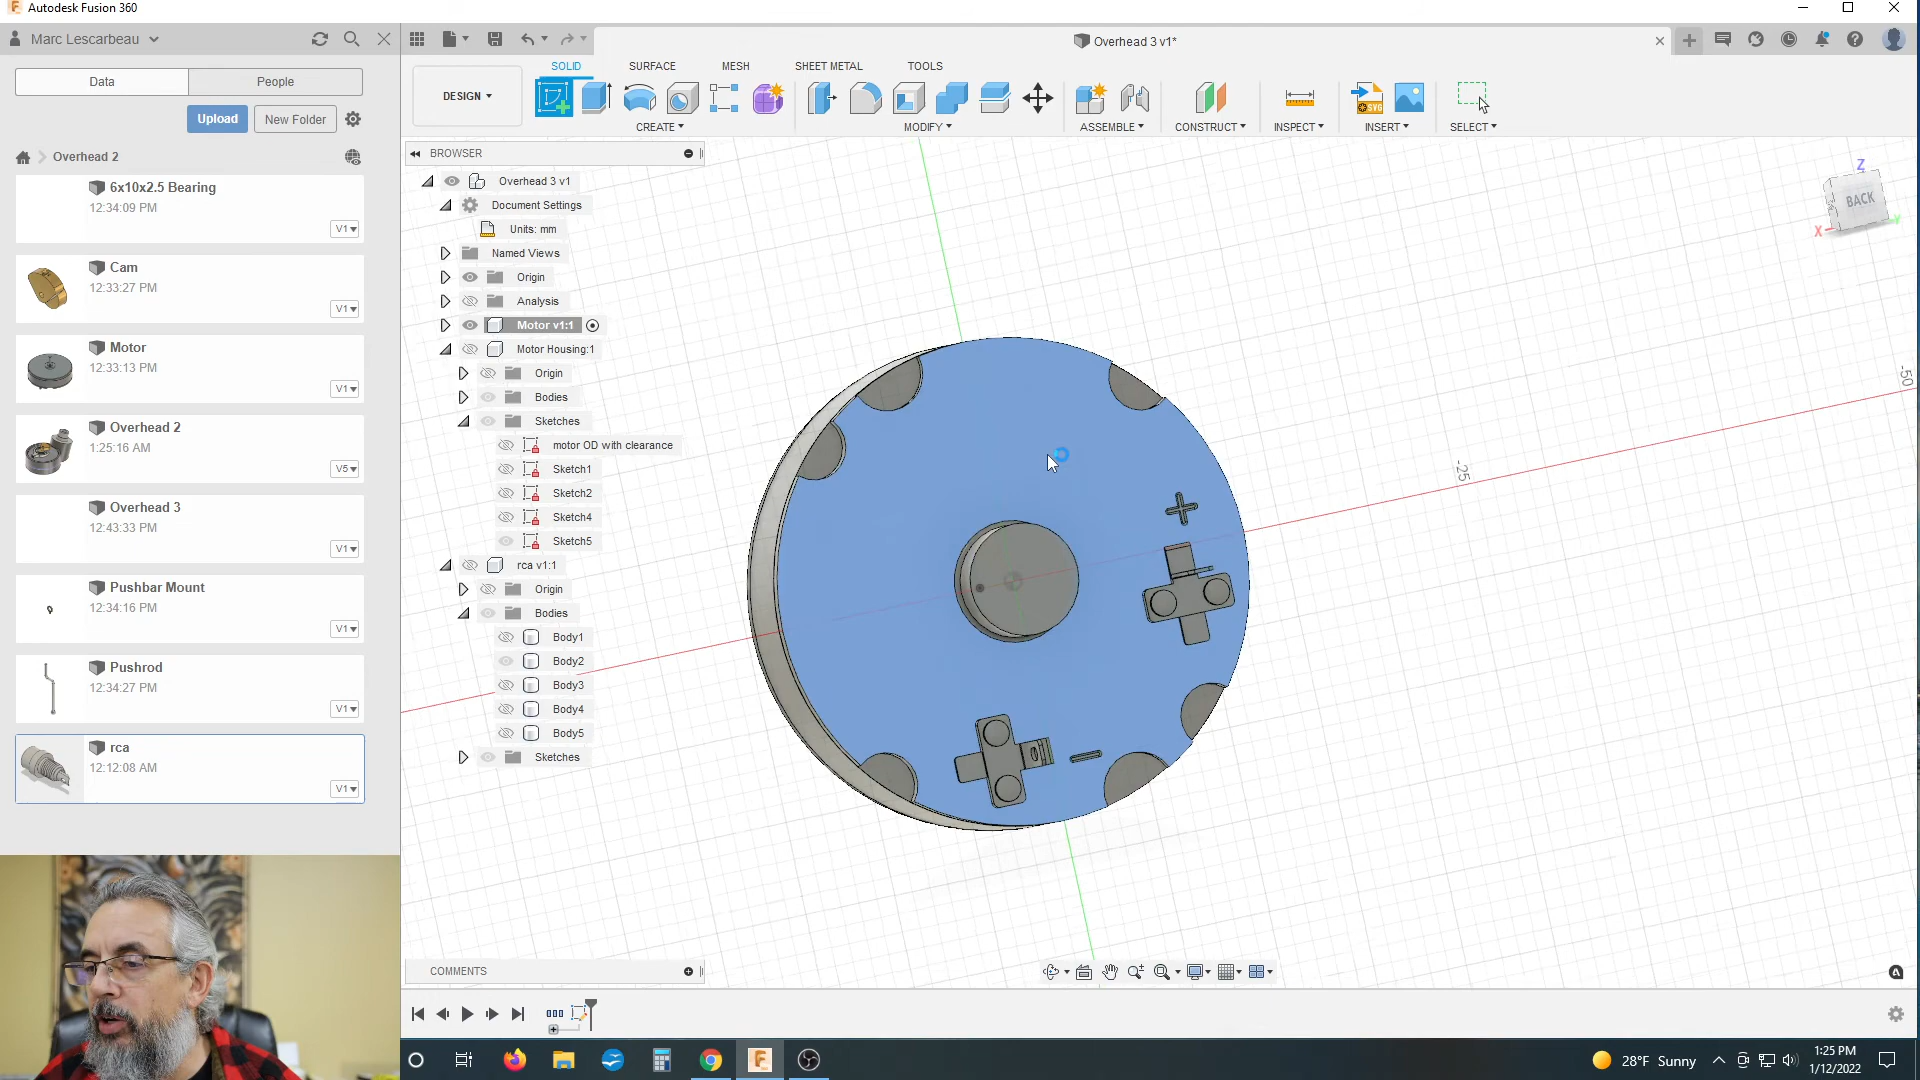 Autodesk Fusion 360
Marc Lescarbeau
Overhead 3 v1*
Data
People
Upload
New Folder
Overhead 2
6x10x2.5 Bearing
12:34:09 PM
V1
Cam
12:33:27 PM
V1
Motor
12:33:13 PM
V1
Overhead 2
1:25:16 AM
V5
Overhead 3
12:43:33 PM
V1
Pushbar Mount
12:34:16 PM
V1
Pushrod
12:34:27 PM
V1
rca
12:12:08 AM
V1
DESIGN
SOLID
SURFACE
MESH
SHEET METAL
TOOLS
CREATE
MODIFY
ASSEMBLE
CONSTRUCT
INSPECT
INSERT
SELECT
SVG
BROWSER
Overhead 3 v1
Document Settings
Units: mm
Named Views
Origin
Analysis
Motor v1:1
Motor Housing:1
Origin
Bodies
Sketches
motor OD with clearance
Sketch1
Sketch2
Sketch4
Sketch5
rca v1:1
Origin
Bodies
Body1
Body2
Body3
Body4
Body5
Sketches
Z
BACK
X
Y
-50
-25
COMMENTS
28°F Sunny
1:25 PM
1/12/2022